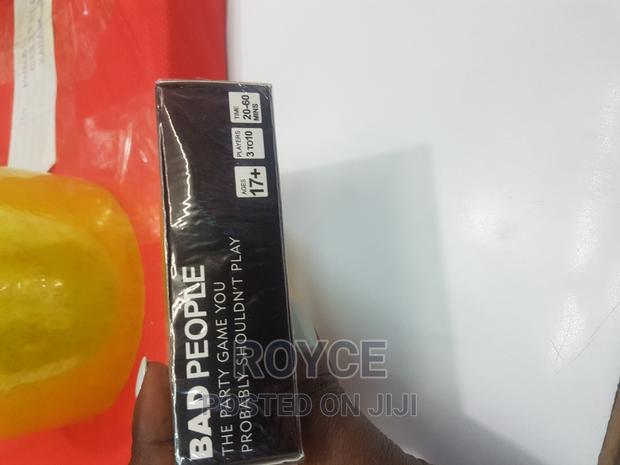 BAD PEOPLE
THE PARTY GAME YOU
PROBABLY SHOULDN'T PLAY
AGES
17+
PLAYERS
3 TO 10
TIME
20-60
MINS
ROYCE
POSTED ON JIJI